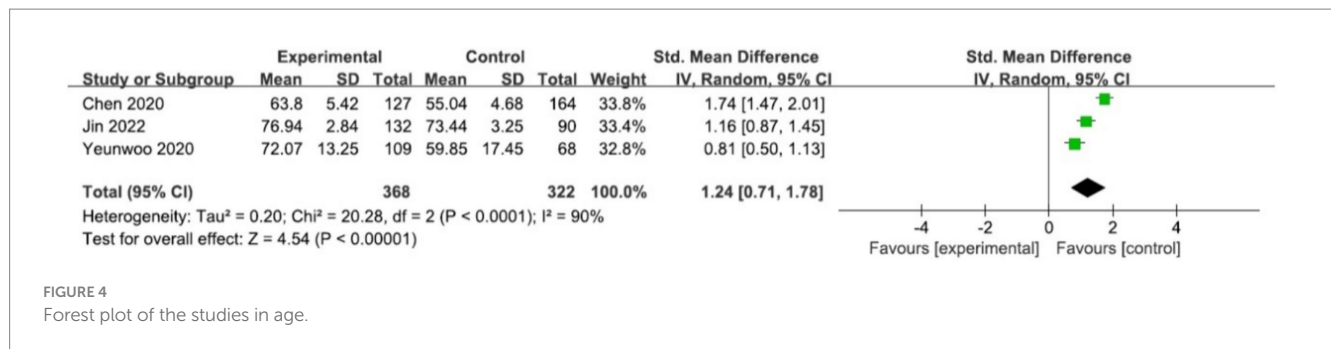 Experimental Control Std. Mean Difference Std. Mean Difference
Study or Subgroup Mean SD Total Mean SD Total Weight IV, Random, 95% CI IV, Random, 95% CI
Chen 2020 63.8 5.42 127 55.04 4.68 164 33.8% 1.74 [1.47, 2.01]
Jin 2022 76.94 2.84 132 73.44 3.25 90 33.4% 1.16 [0.87, 1.45]
Yeunwoo 2020 72.07 13.25 109 59.85 17.45 68 32.8% 0.81 [0.50, 1.13]
Total (95% CI) 368 322 100.0% 1.24 [0.71, 1.78]
Heterogeneity: Tau² = 0.20; Chi² = 20.28, df = 2 (P < 0.0001); I² = 90%
Test for overall effect: Z = 4.54 (P < 0.00001)
-4 -2 0 2 4
Favours [experimental] Favours [control]
FIGURE 4
Forest plot of the studies in age.